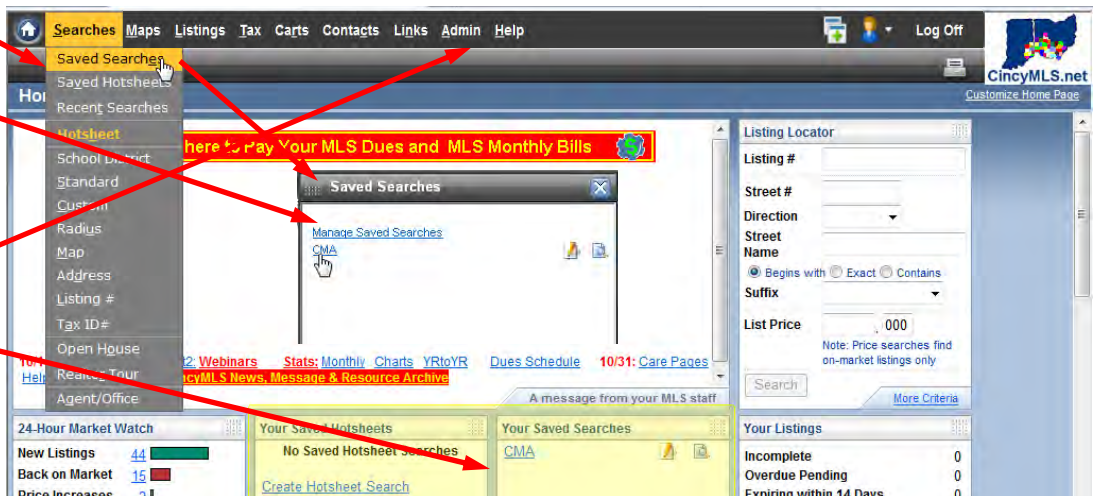 Searches Maps Listings Tax Carts Contacts Links Admin Help
Log Off
CincyMLS.net
Customize Home Page
Saved Searches
Saved Hotsheets
Recent Searches
Hotsheet
School District
Standard
Custom
Radius
Map
Address
Listing #
Tax ID#
Open House
Realtor Tour
Agent/Office
here to Pay Your MLS Dues and MLS Monthly Bills
Saved Searches
Manage Saved Searches
CMA
Webinars Stats: Monthly Charts YRtoYR Dues Schedule 10/31: Care Pages
Help
cyMLS News, Message & Resource Archive
A message from your MLS staff
Listing Locator
Listing #
Street #
Direction
Street
Name
Begins with Exact Contains
Suffix
List Price , 000
Note: Price searches find
on-market listings only
Search
More Criteria
24-Hour Market Watch
New Listings 44
Back on Market 15
Price Increases 2
Your Saved Hotsheets
No Saved Hotsheet Searches
Create Hotsheet Search
Your Saved Searches
CMA
Your Listings
Incomplete 0
Overdue Pending 0
Expiring within 14 Days 0